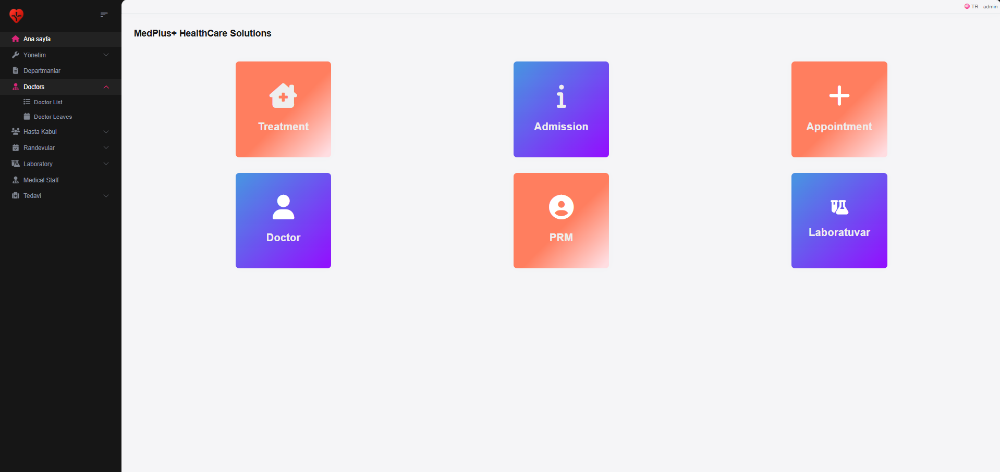 TR admin
Ana sayfa
Yönetim
Departmanlar
Doctors
Doctor List
Doctor Leaves
Hasta Kabul
Randevular
Laboratory
Medical Staff
Tedavi
MedPlus+ HealthCare Solutions
Treatment
Admission
Appointment
Doctor
PRM
Laboratuvar